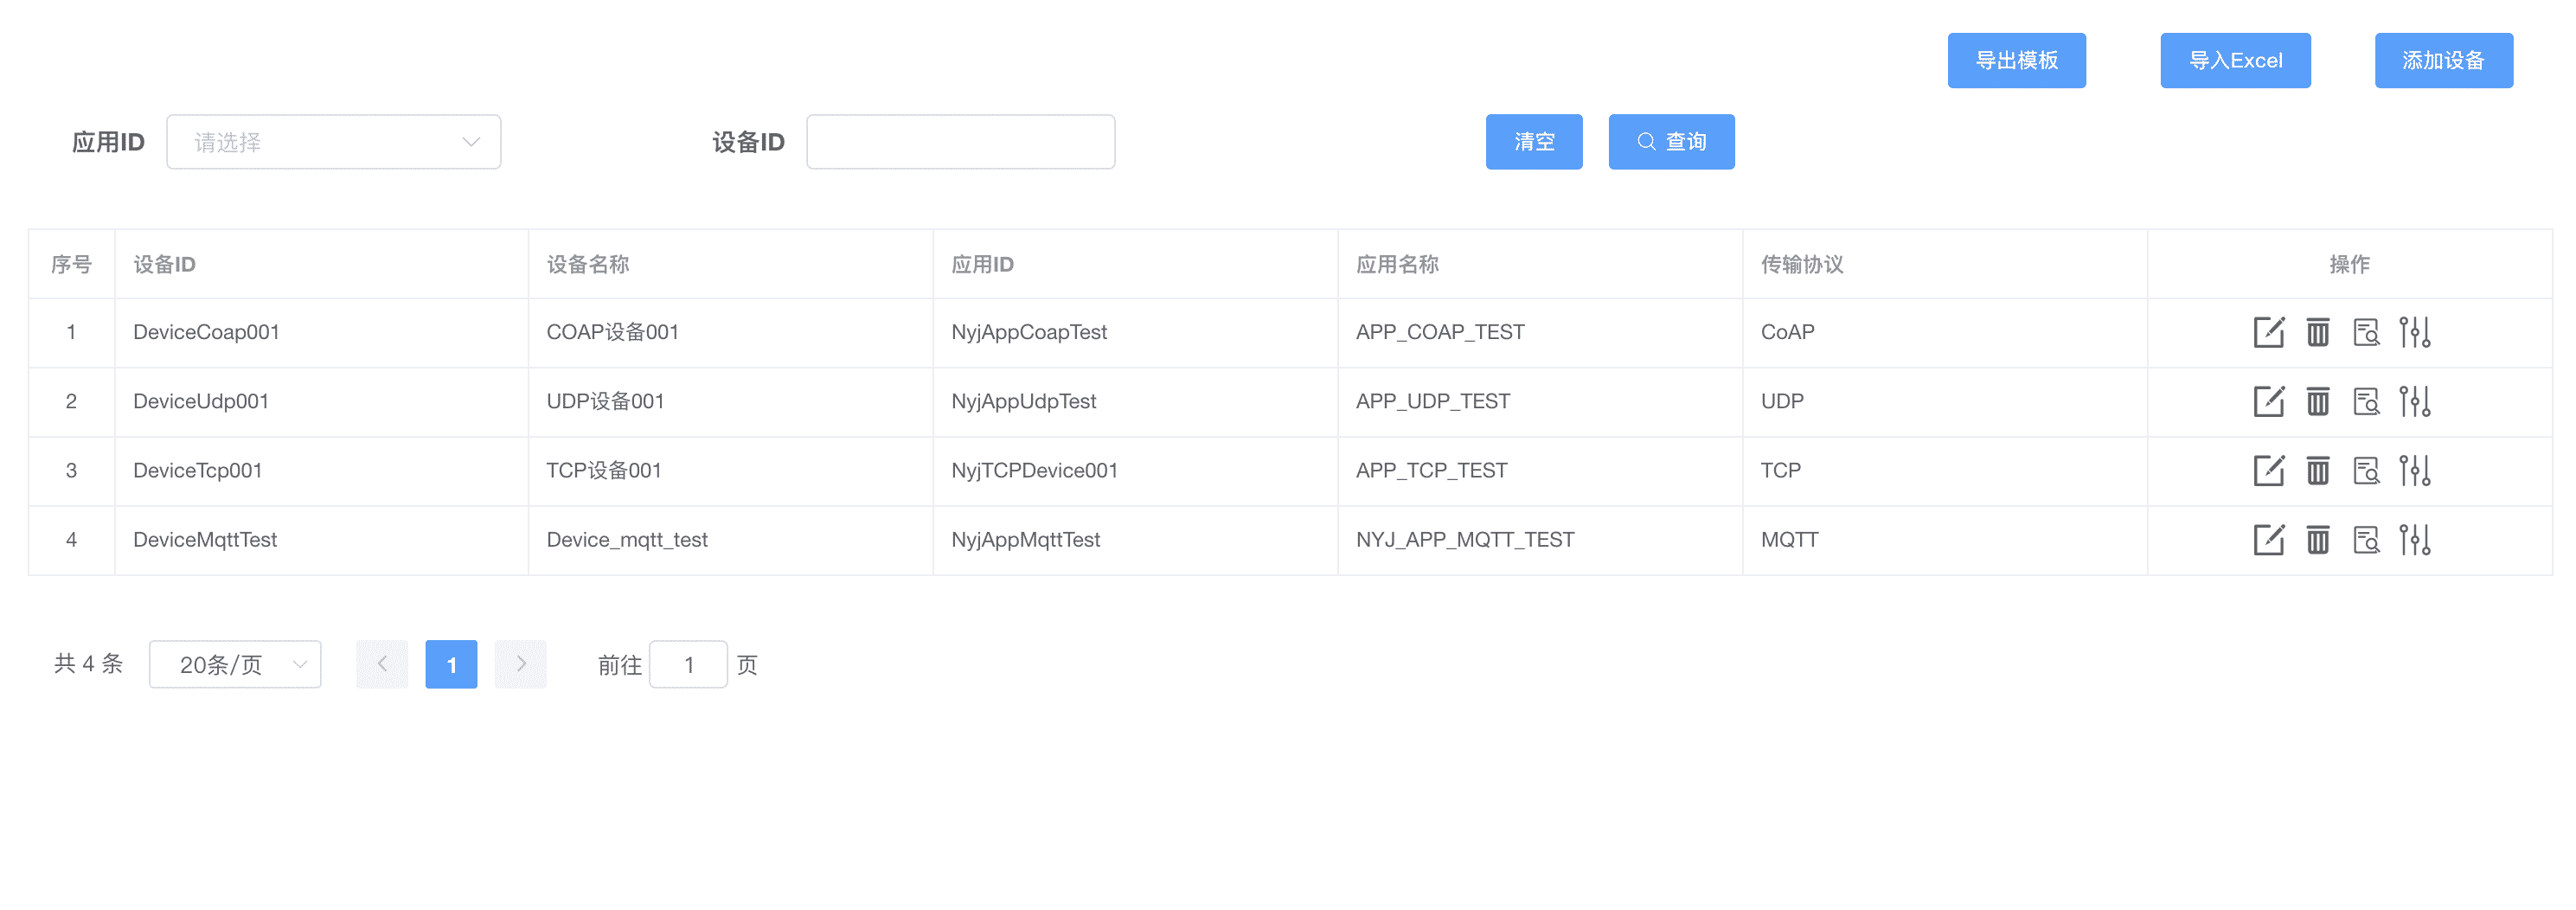 导出模板 导入Excel 添加设备
应用ID 请选择 设备ID 清空 查询
序号 设备ID 设备名称 应用ID 应用名称 传输协议 操作
1 DeviceCoap001 COAP设备001 NyjAppCoapTest APP_COAP_TEST CoAP
2 DeviceUdp001 UDP设备001 NyjAppUdpTest APP_UDP_TEST UDP
3 DeviceTcp001 TCP设备001 NyjTCPDevice001 APP_TCP_TEST TCP
4 DeviceMqttTest Device_mqtt_test NyjAppMqttTest NYJ_APP_MQTT_TEST MQTT
共 4 条 20条/页 1 前往 1 页